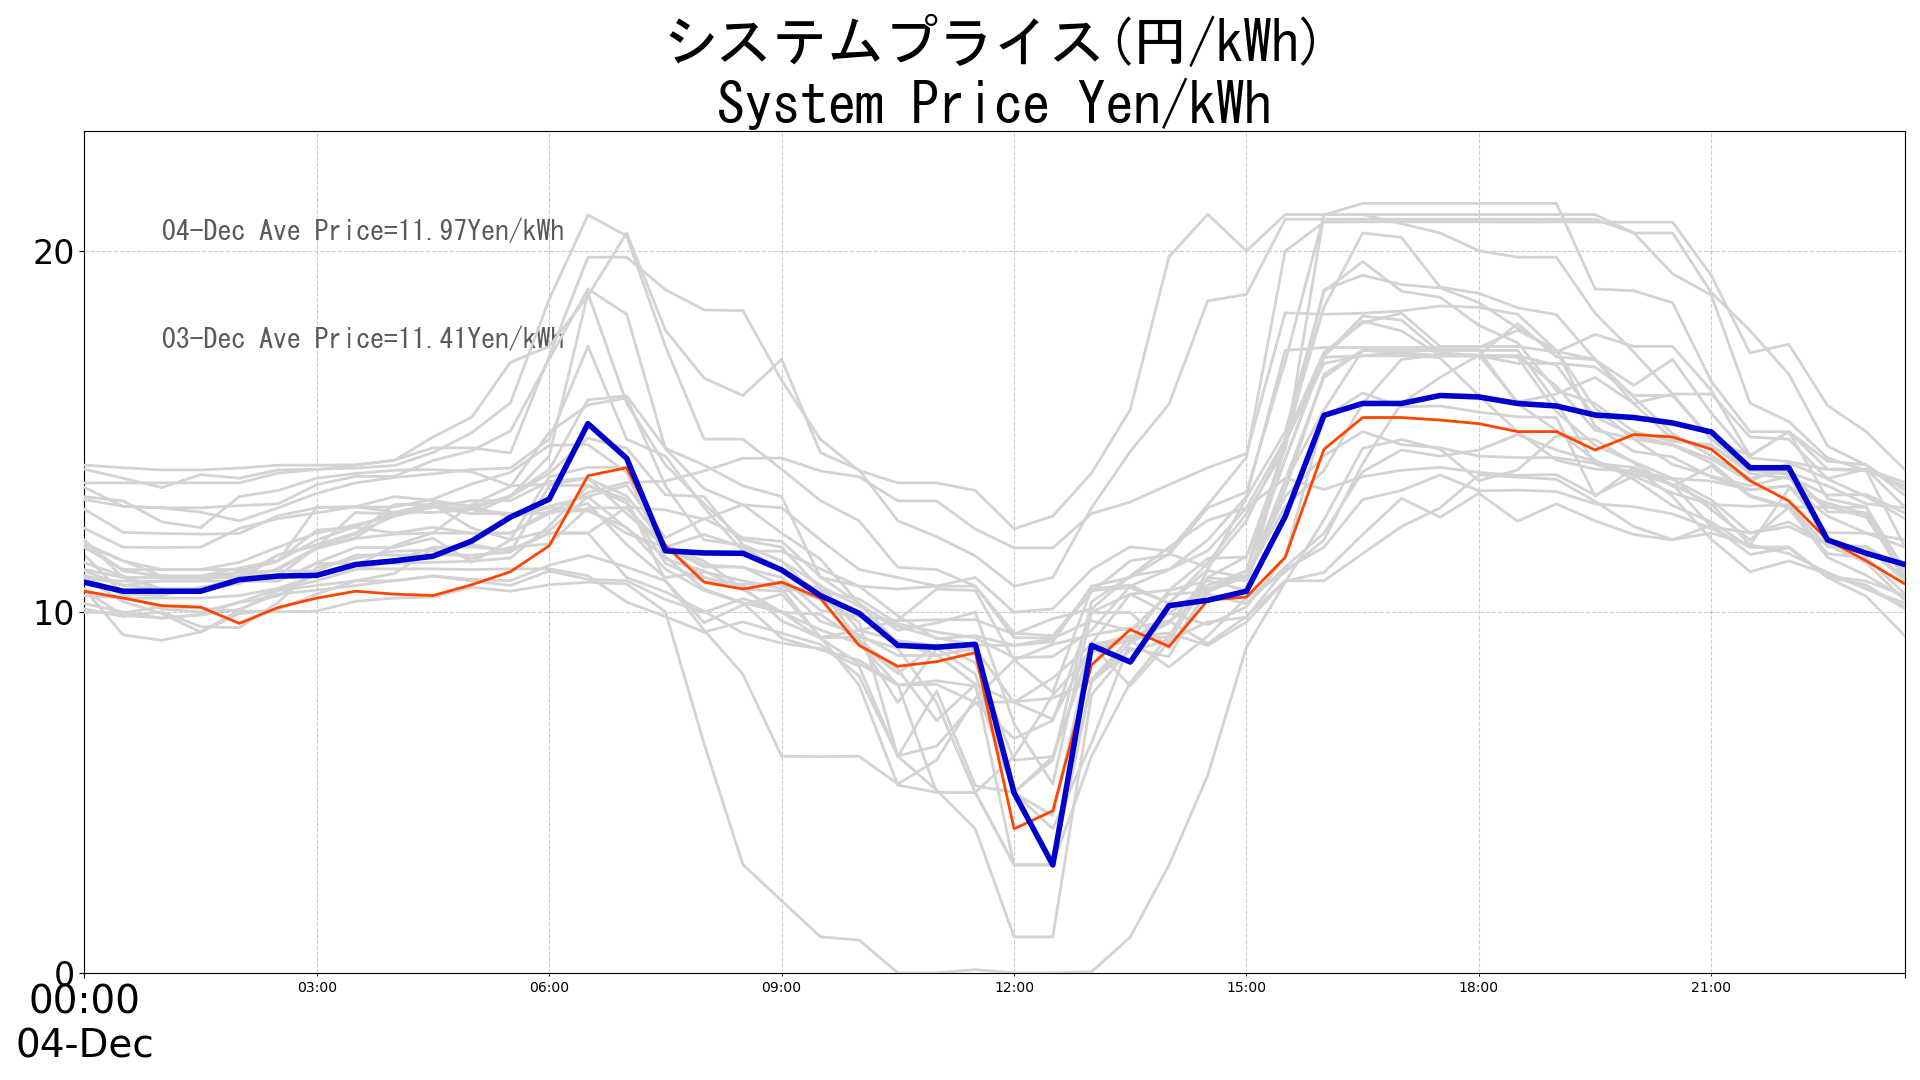 システムプライス(円/kWh)
System Price Yen/kWh
04-Dec Ave Price=11.97Yen/kWh
03-Dec Ave Price=11.41Yen/kWh
20
10
0
00:00 03:00 06:00 09:00 12:00 15:00 18:00 21:00
04-Dec